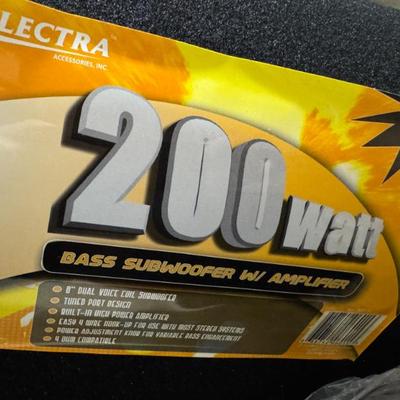 LECTRA
ACCESSORIES, INC.
200 Watt
BASS SUBWOOFER W/ AMPLIFIER
8" DUAL VOICE COIL SUBWOOFER
TUNED PORT DESIGN
BUILT-IN HIGH POWER AMPLIFIER
EASY 4 WIRE HOOK-UP FOR USE WITH MOST STEREO SYSTEMS
POWER ADJUSTMENT KNOB FOR VARIABLE BASS ENHANCEMENT
4 OHM COMPATIBLE